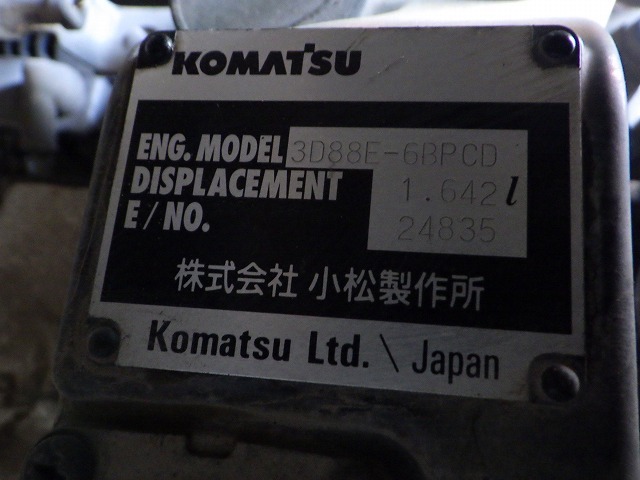 KOMATSU
ENG. MODEL 3D88E-6BPCD
DISPLACEMENT 1.642 l
E/NO. 24835
株式会社 小松製作所
Komatsu Ltd. \ Japan